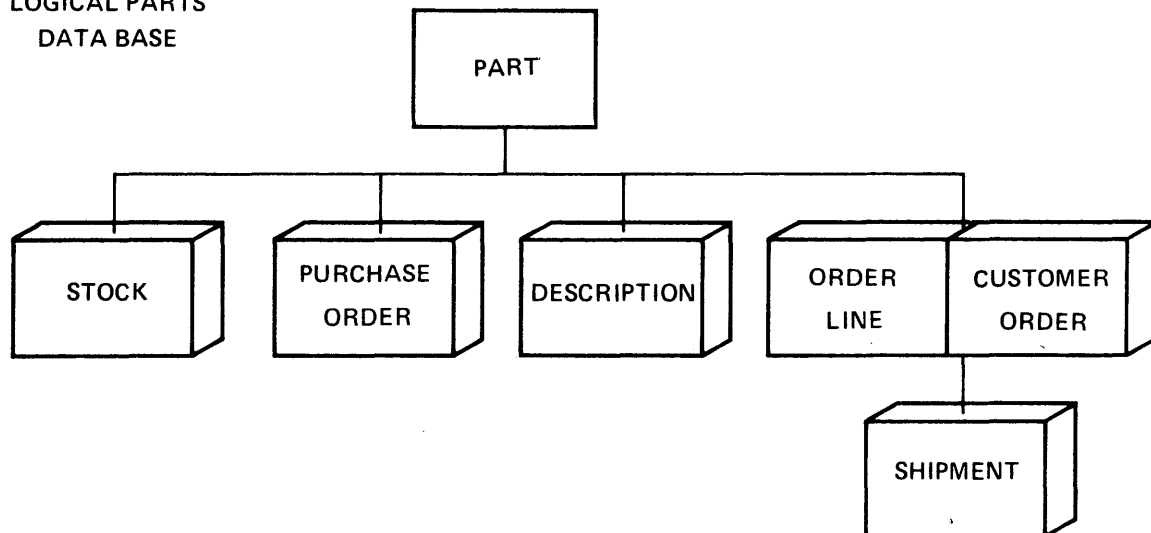 LOGICAL PARTS
DATA BASE
PART
STOCK
PURCHASE
ORDER
DESCRIPTION
ORDER
LINE
CUSTOMER
ORDER
SHIPMENT